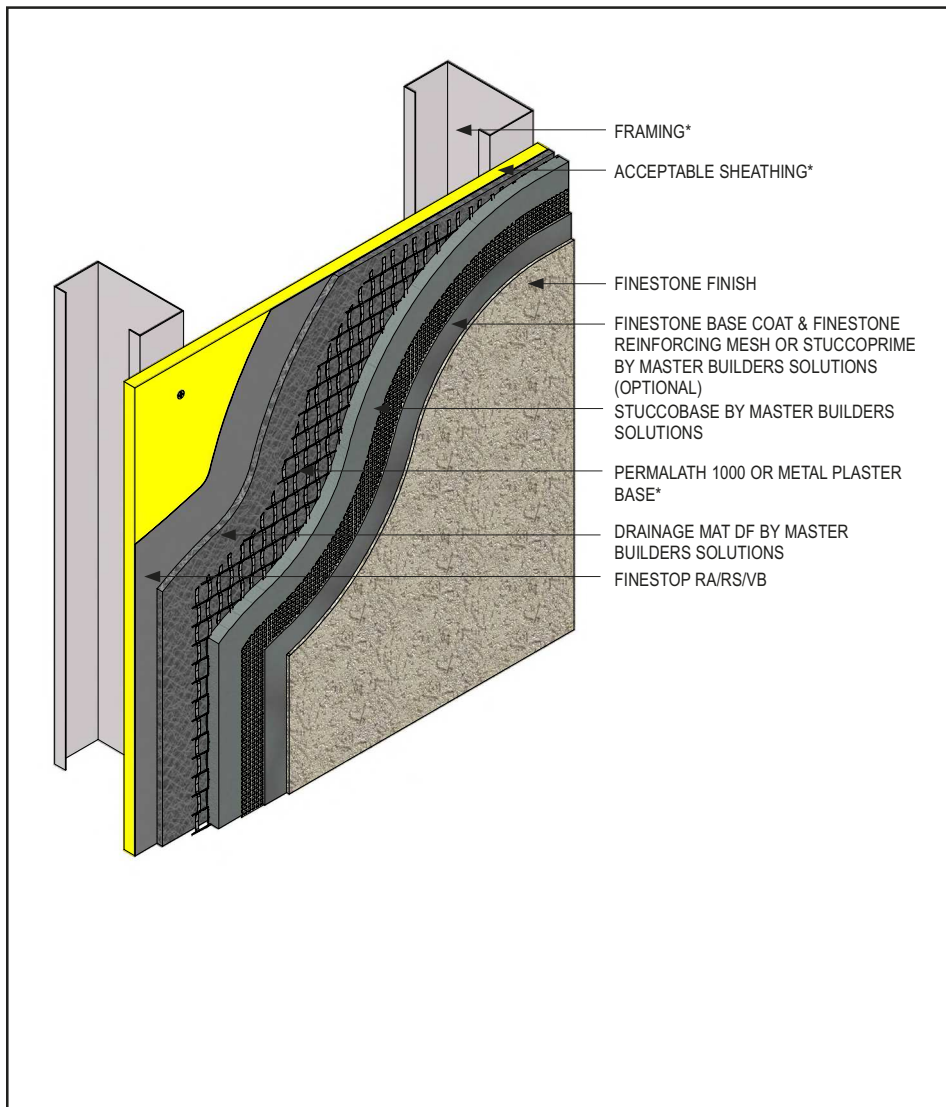 FRAMING*
ACCEPTABLE SHEATHING*
FINESTONE FINISH
FINESTONE BASE COAT & FINESTONE
REINFORCING MESH OR STUCCOPRIME
BY MASTER BUILDERS SOLUTIONS
(OPTIONAL)
STUCCOBASE BY MASTER BUILDERS
SOLUTIONS
PERMALATH 1000 OR METAL PLASTER
BASE*
DRAINAGE MAT DF BY MASTER
BUILDERS SOLUTIONS
FINESTOP RA/RS/VB